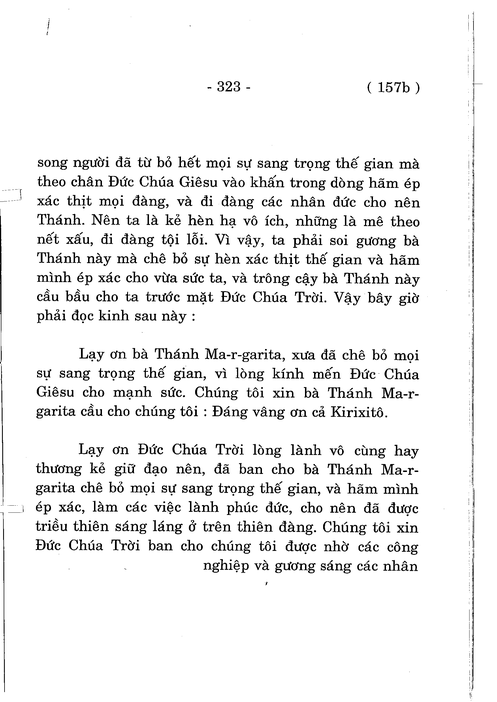 - 323 - ( 157b )
song người đã từ bỏ hết mọi sự sang trọng thế gian mà
theo chân Đức Chúa Giêsu vào khấn trong dòng hãm ép
xác thịt mọi đàng, và đi đàng các nhân đức cho nên
Thánh. Nên ta là kẻ hèn hạ vô ích, những là mê theo
nết xấu, đi đàng tội lỗi. Vì vậy, ta phải soi gương bà
Thánh này mà chê bỏ sự hèn xác thịt thế gian và hãm
mình ép xác cho vừa sức ta, và trông cậy bà Thánh này
cầu bầu cho ta trước mặt Đức Chúa Trời. Vậy bây giờ
phải đọc kinh sau này :
Lạy ơn bà Thánh Ma-r-garita, xưa đã chê bỏ mọi
sự sang trọng thế gian, vì lòng kính mến Đức Chúa
Giêsu cho mạnh sức. Chúng tôi xin bà Thánh Ma-r-
garita cầu cho chúng tôi : Đáng vâng ơn cả Kirixitô.
Lạy ơn Đức Chúa Trời lòng lành vô cùng hay
thương kẻ giữ đạo nên, đã ban cho bà Thánh Ma-r-
garita chê bỏ mọi sự sang trọng thế gian, và hãm mình
ép xác, làm các việc lành phúc đức, cho nên đã được
triều thiên sáng láng ở trên thiên đàng. Chúng tôi xin
Đức Chúa Trời ban cho chúng tôi được nhờ các công
nghiệp và gương sáng các nhân